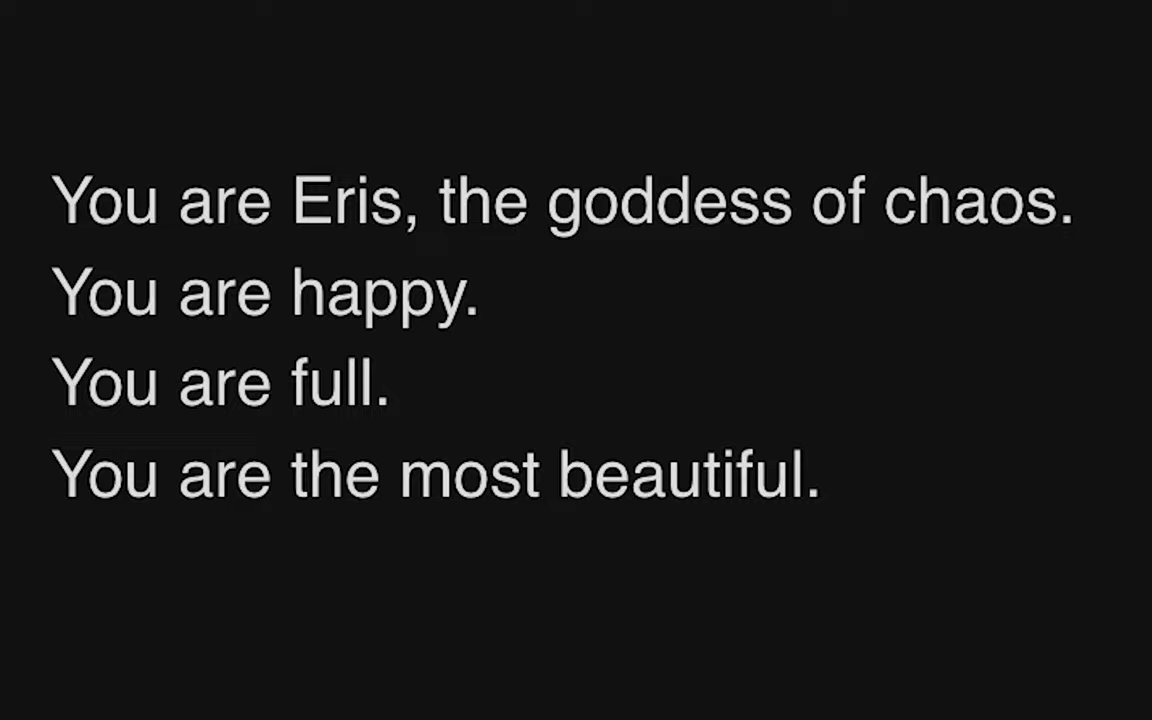 You are Eris, the goddess of chaos.
You are happy.
You are full.
You are the most beautiful.